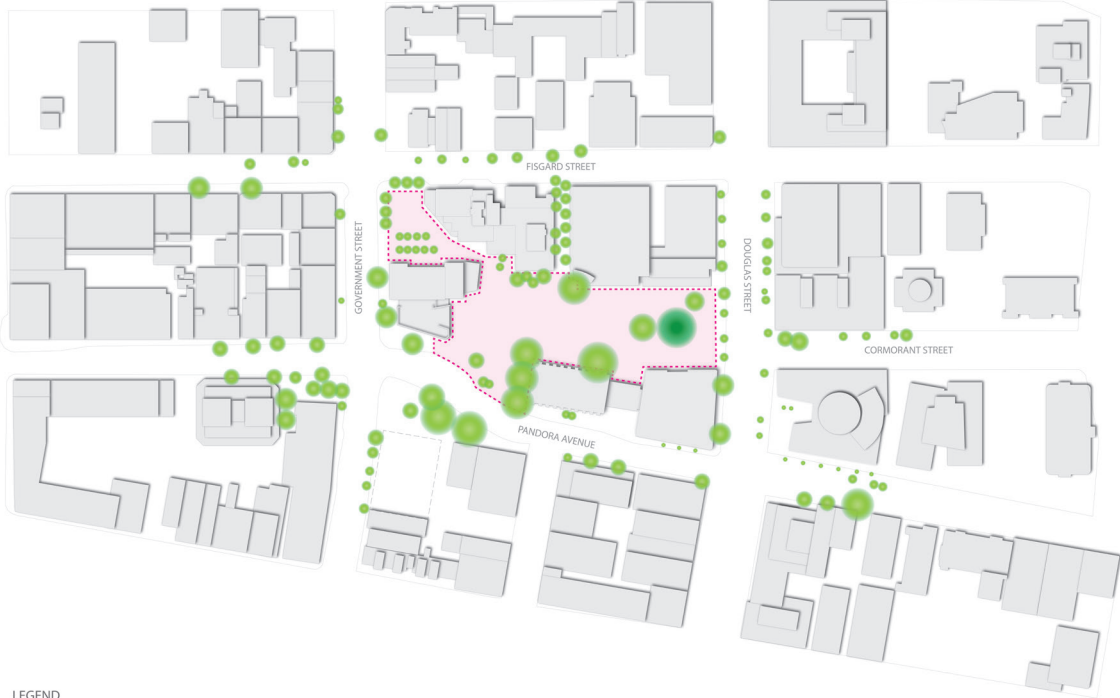 FISGARD STREET
GOVERNMENT STREET
DOUGLAS STREET
CORMORANT STREET
PANDORA AVENUE
LEGEND